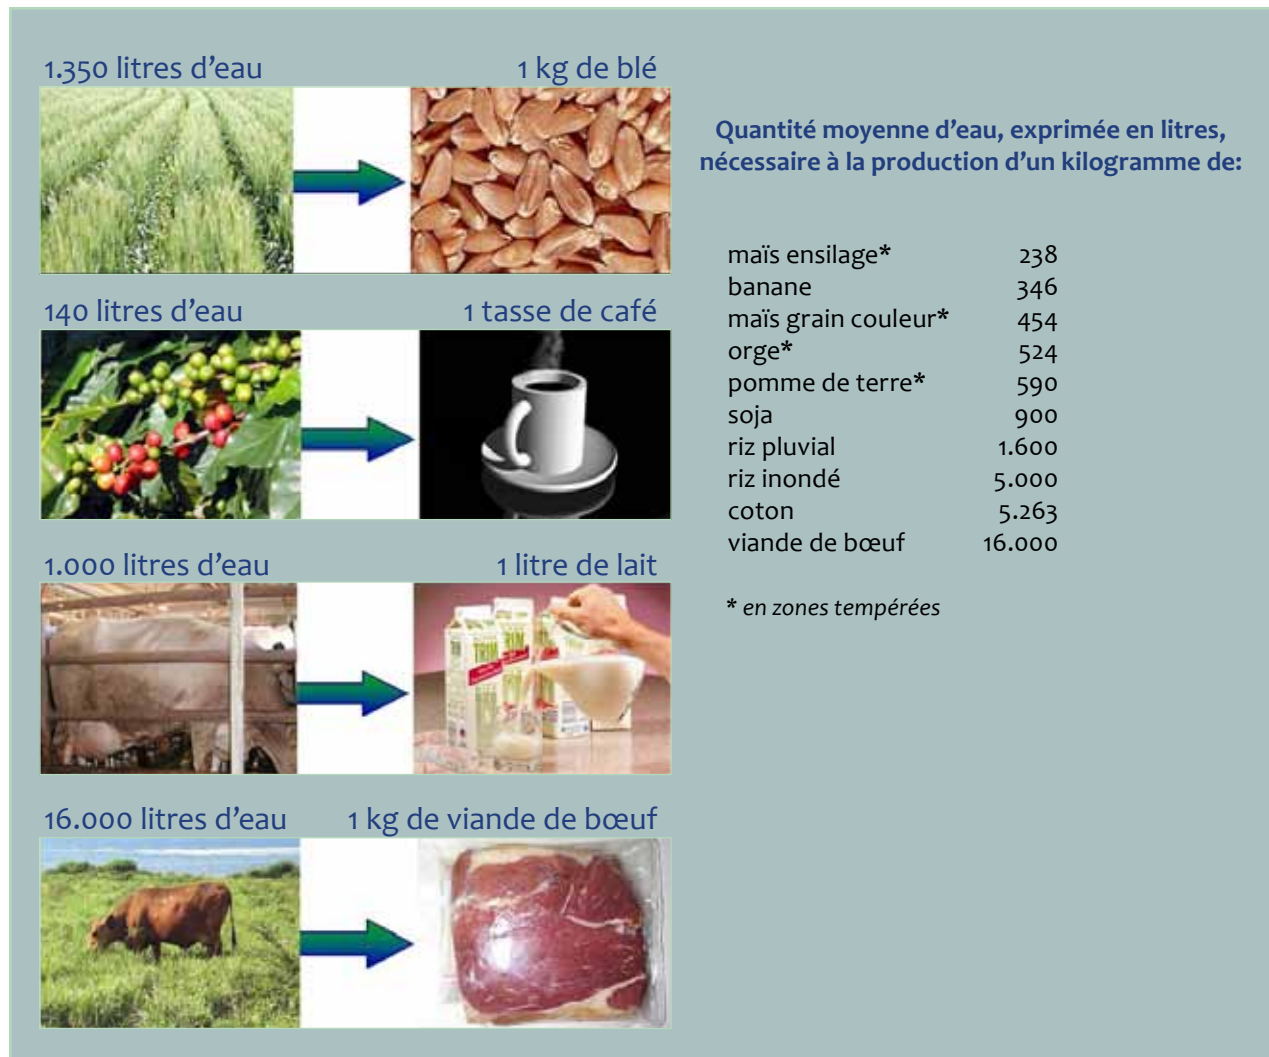 1.350 litres d’eau 1 kg de blé
140 litres d’eau 1 tasse de café
1.000 litres d’eau 1 litre de lait
TRIM
16.000 litres d’eau 1 kg de viande de bœuf
Quantité moyenne d’eau, exprimée en litres,
nécessaire à la production d’un kilogramme de:
maïs ensilage* 238
banane 346
maïs grain couleur* 454
orge* 524
pomme de terre* 590
soja 900
riz pluvial 1.600
riz inondé 5.000
coton 5.263
viande de bœuf 16.000
* en zones tempérées